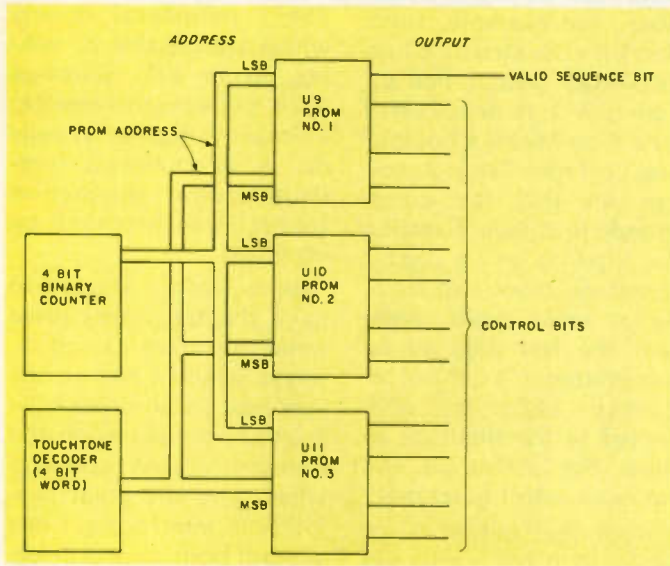 ADDRESS
OUTPUT
LSB
U9
PROM
NO. 1
VALID SEQUENCE BIT
PROM ADDRESS
MSB
LSB
4 BIT
BINARY
COUNTER
U10
PROM
NO. 2
CONTROL BITS
MSB
LSB
TOUCHTONE
DECODER
(4 BIT
WORD)
U11
PROM
NO. 3
MSB